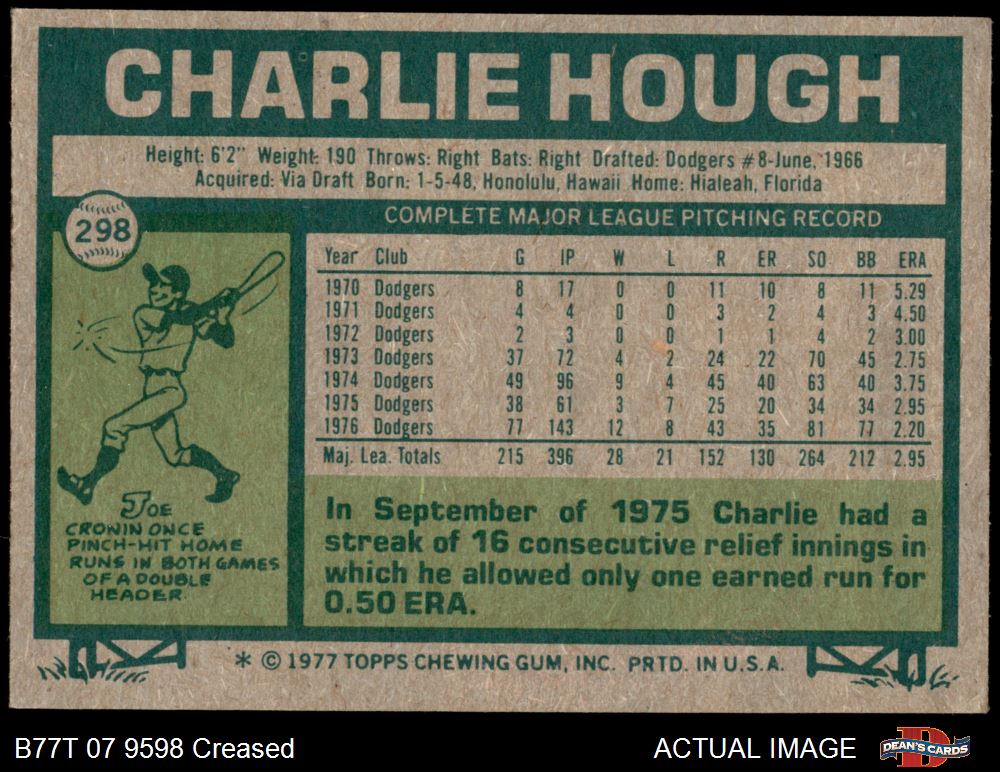 CHARLIE HOUGH
Height: 6'2" Weight: 190 Throws: Right Bats: Right Drafted: Dodgers #8-June, 1966
Acquired: Via Draft Born: 1-5-48, Honolulu, Hawaii Home: Hialeah, Florida
298
COMPLETE MAJOR LEAGUE PITCHING RECORD
Year Club G IP W L R ER SO BB ERA
1970 Dodgers 8 17 0 0 11 10 8 11 5.29
1971 Dodgers 4 4 0 0 3 2 4 3 4.50
1972 Dodgers 2 3 0 0 1 1 4 2 3.00
1973 Dodgers 37 72 4 2 24 22 70 45 2.75
1974 Dodgers 49 96 9 4 45 40 63 40 3.75
1975 Dodgers 38 61 3 7 25 20 34 34 2.95
1976 Dodgers 77 143 12 8 43 35 81 77 2.20
Maj. Lea. Totals 215 396 28 21 152 130 264 212 2.95
JOE
CRONIN ONCE
PINCH-HIT HOME
RUNS IN BOTH GAMES
OF A DOUBLE
HEADER.
In September of 1975 Charlie had a
streak of 16 consecutive relief innings in
which he allowed only one earned run for
0.50 ERA.
* © 1977 TOPPS CHEWING GUM, INC. PRTD. IN U.S.A.
B77T 07 9598 Creased
ACTUAL IMAGE
DEAN'S CARDS